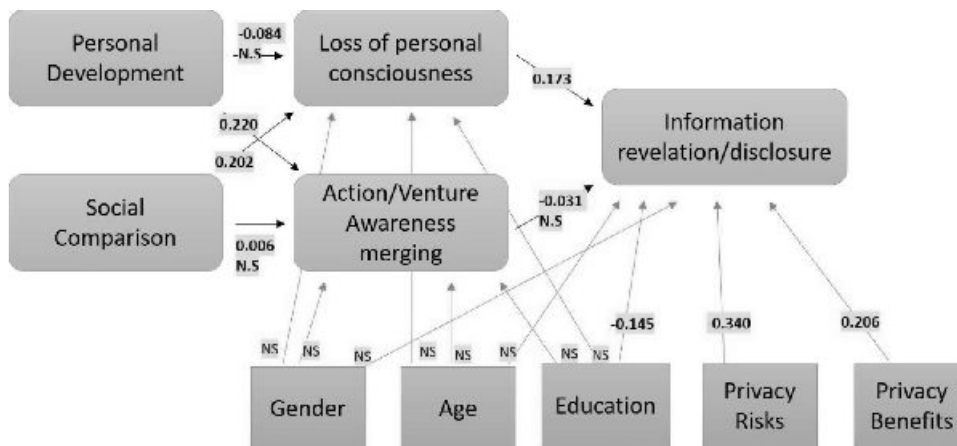 Personal
Development
-0.084
-N.S
Loss of personal
consciousness
0.173
Information
revelation/disclosure
0.220
0.202
Social
Comparison
0.006
N.S
Action/Venture
Awareness
merging
-0.031
N.S
-0.145
0.340
0.206
NS
NS
NS
NS
NS
NS
NS
NS
Gender
Age
Education
Privacy
Risks
Privacy
Benefits